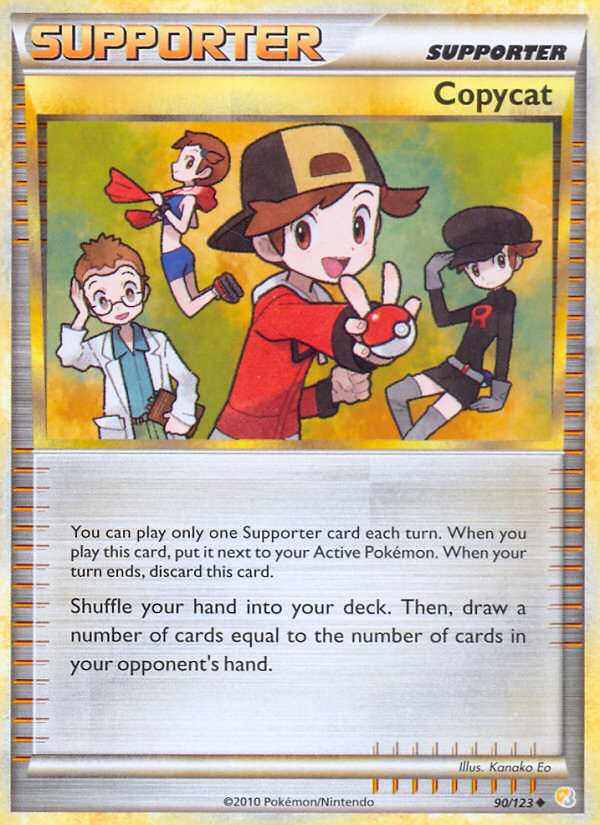 SUPPORTER
SUPPORTER
Copycat
R
You can play only one Supporter card each turn. When you
play this card, put it next to your Active Pokémon. When your
turn ends, discard this card.
Shuffle your hand into your deck. Then, draw a
number of cards equal to the number of cards in
your opponent's hand.
Illus. Kanako Eo
©2010 Pokémon/Nintendo
90/123